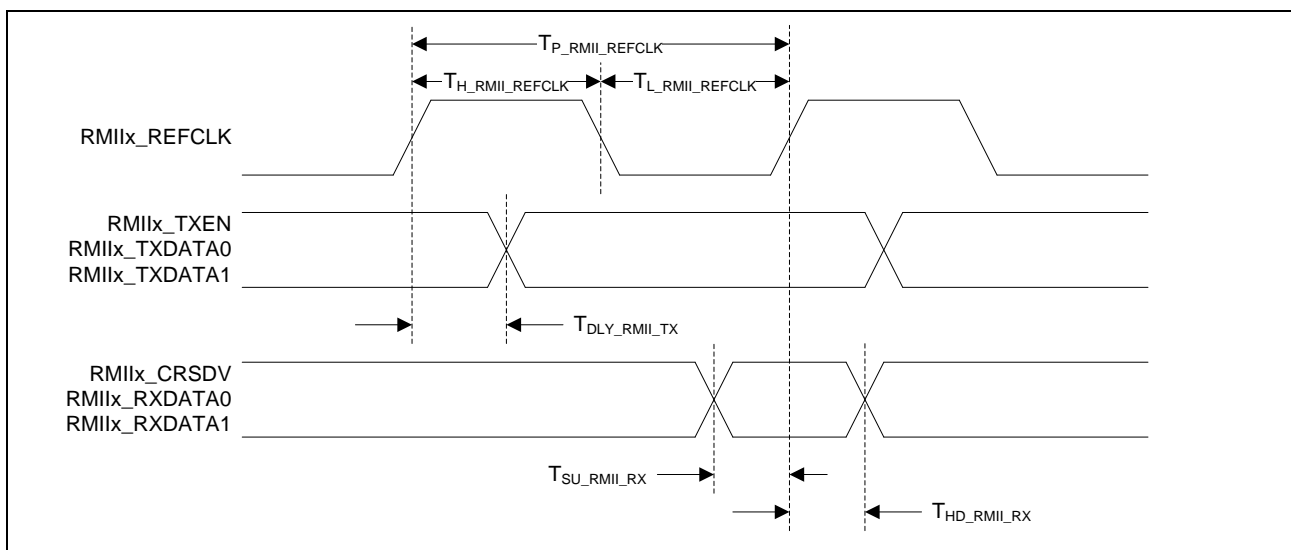 TP_RMII_REFCLK
TH_RMII_REFCLK TL_RMII_REFCLK
RMIIx_REFCLK
RMIIx_TXEN
RMIIx_TXDATA0
RMIIx_TXDATA1
TDLY_RMII_TX
RMIIx_CRSDV
RMIIx_RXDATA0
RMIIx_RXDATA1
TSU_RMII_RX
THD_RMII_RX